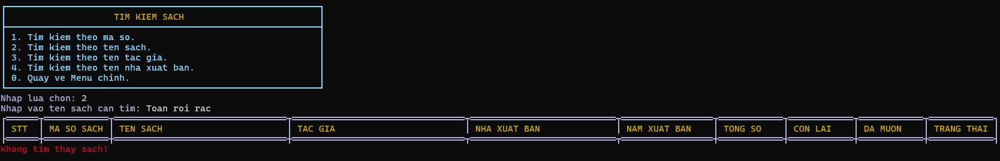 TIM KIEM SACH
1. Tim kiem theo ma so.
2. Tim kiem theo ten sach.
3. Tim kiem theo ten tac gia.
4. Tim kiem theo ten nha xuat ban.
0. Quay ve Menu chinh.
Nhap lua chon: 2
Nhap vao ten sach can tim: Toan roi rac
STT MA SO SACH TEN SACH TAC GIA NHA XUAT BAN NAM XUAT BAN TONG SO CON LAI DA MUON TRANG THAI
Khong tim thay sach!